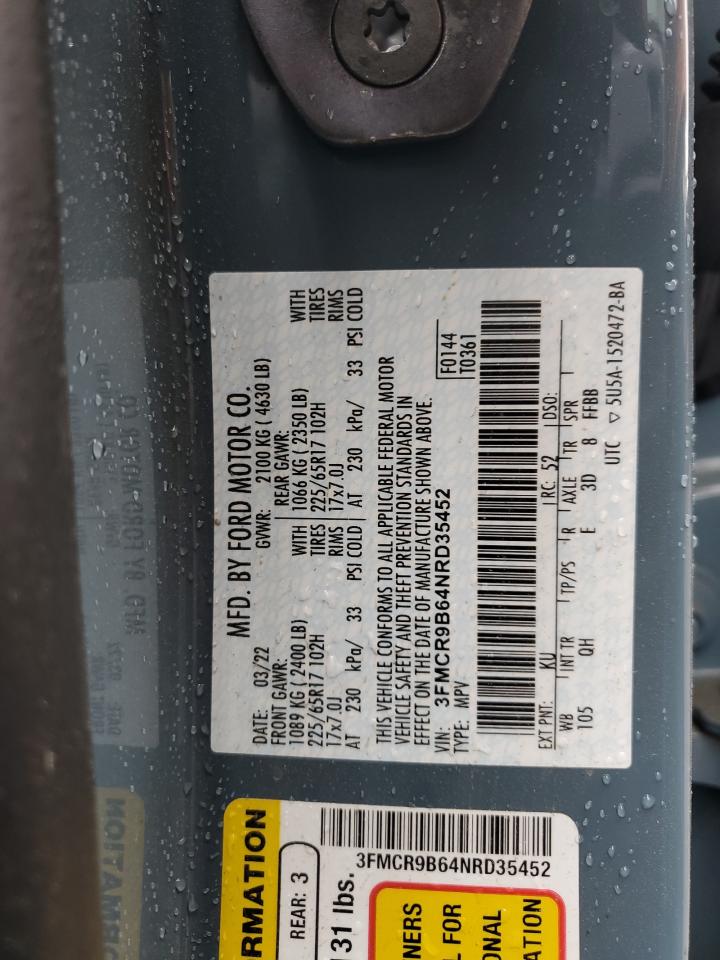 MFD. BY FORD MOTOR CO.
DATE: 03/22 GVWR: 2100 KG ( 4630 LB)
FRONT GAWR: REAR GAWR:
1089 KG ( 2400 LB) WITH 1066 KG ( 2350 LB) WITH
225/65R17 102H TIRES 225/65R17 102H TIRES
17x7.0J RIMS 17x7.0J RIMS
AT 230 kPa/ 33 PSI COLD AT 230 kPa/ 33 PSI COLD
THIS VEHICLE CONFORMS TO ALL APPLICABLE FEDERAL MOTOR
VEHICLE SAFETY AND THEFT PREVENTION STANDARDS IN
EFFECT ON THE DATE OF MANUFACTURE SHOWN ABOVE.
VIN: 3FMCR9B64NRD35452
TYPE: MPV
F0144
T0361
EXT PNT: KU RC: 52 DSO:
WB INT TR TP/PS R AXLE TR SPR
105 QH E 3D 8 FFBB
UTC ▽ 5U5A-1520472-BA
RMATION
REAR: 3
131 lbs.
3FMCR9B64NRD35452
NERS
L FOR
ONAL
ATION